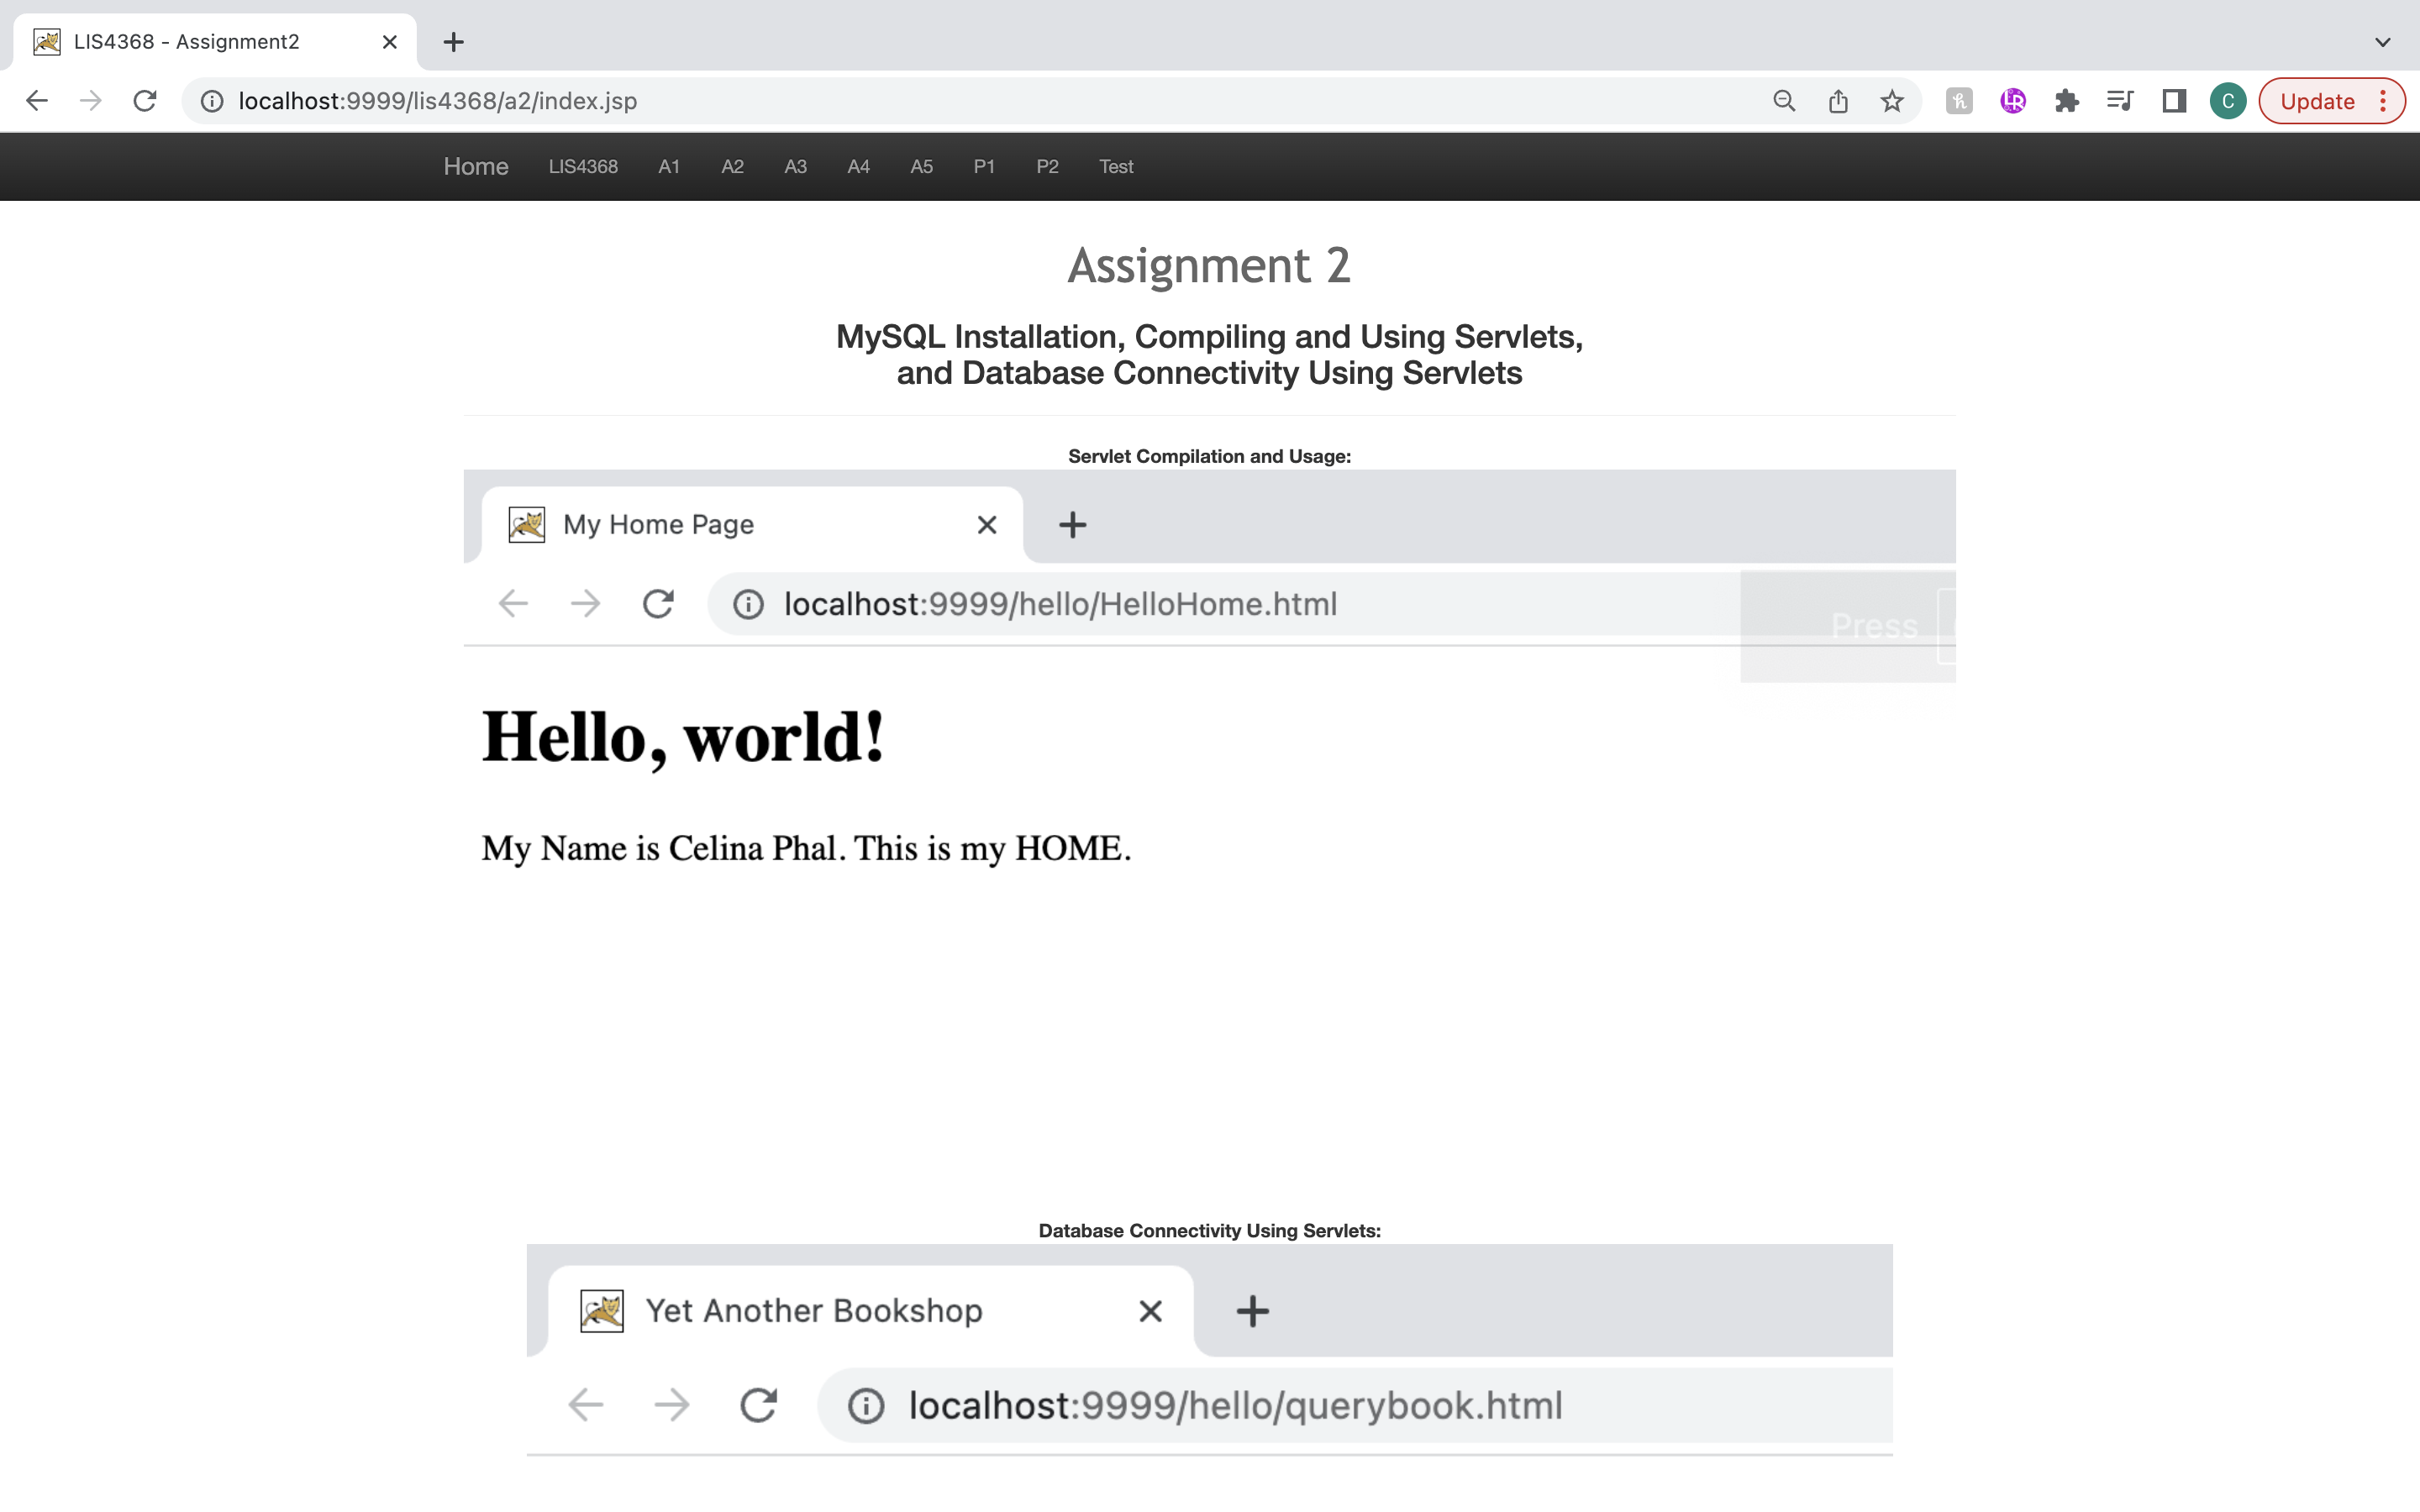 LIS4368 - Assignment2
localhost:9999/lis4368/a2/index.jsp
C
Update
Home LIS4368 A1 A2 A3 A4 A5 P1 P2 Test
Assignment 2
MySQL Installation, Compiling and Using Servlets,
and Database Connectivity Using Servlets
Servlet Compilation and Usage:
My Home Page
localhost:9999/hello/HelloHome.html
Press
Hello, world!
My Name is Celina Phal. This is my HOME.
Database Connectivity Using Servlets:
Yet Another Bookshop
localhost:9999/hello/querybook.html